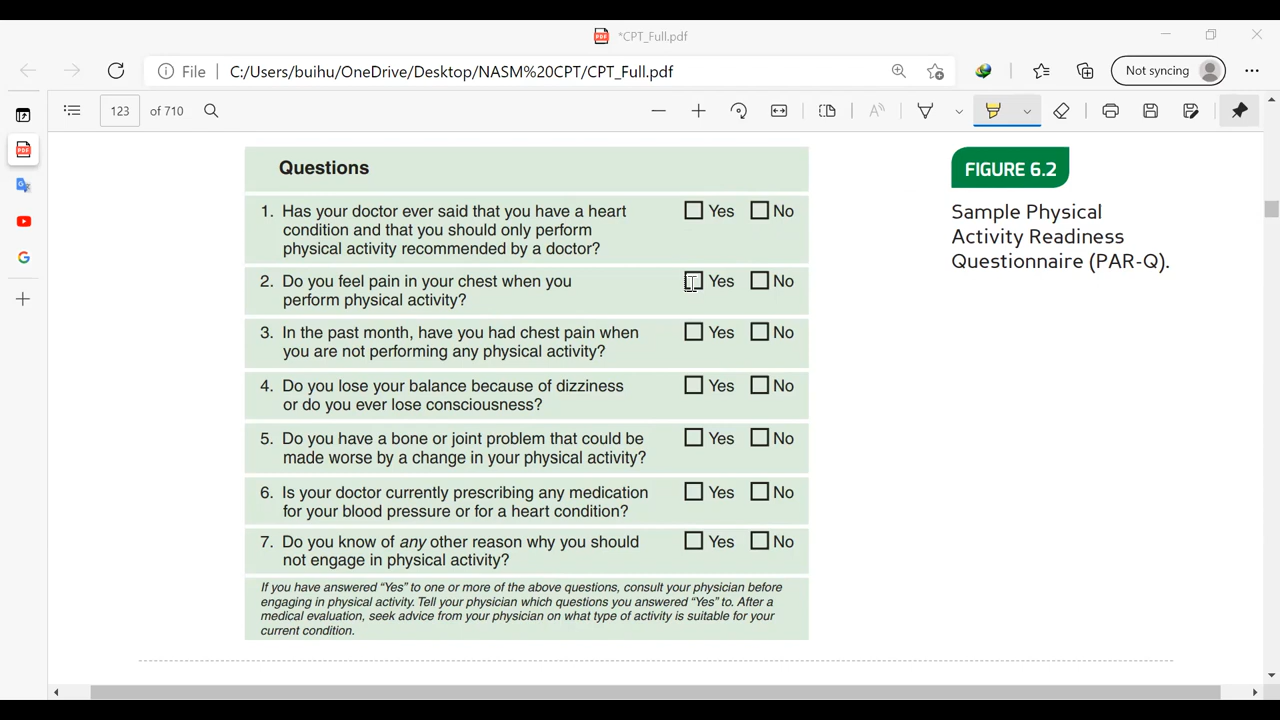 *CPT_Full.pdf
File C:/Users/buihu/OneDrive/Desktop/NASM%20CPT/CPT_Full.pdf Not syncing
123 of 710
Questions
1. Has your doctor ever said that you have a heart Yes No
condition and that you should only perform
physical activity recommended by a doctor?
2. Do you feel pain in your chest when you Yes No
perform physical activity?
3. In the past month, have you had chest pain when Yes No
you are not performing any physical activity?
4. Do you lose your balance because of dizziness Yes No
or do you ever lose consciousness?
5. Do you have a bone or joint problem that could be Yes No
made worse by a change in your physical activity?
6. Is your doctor currently prescribing any medication Yes No
for your blood pressure or for a heart condition?
7. Do you know of any other reason why you should Yes No
not engage in physical activity?
If you have answered “Yes” to one or more of the above questions, consult your physician before
engaging in physical activity. Tell your physician which questions you answered “Yes” to. After a
medical evaluation, seek advice from your physician on what type of activity is suitable for your
current condition.
FIGURE 6.2
Sample Physical
Activity Readiness
Questionnaire (PAR-Q).